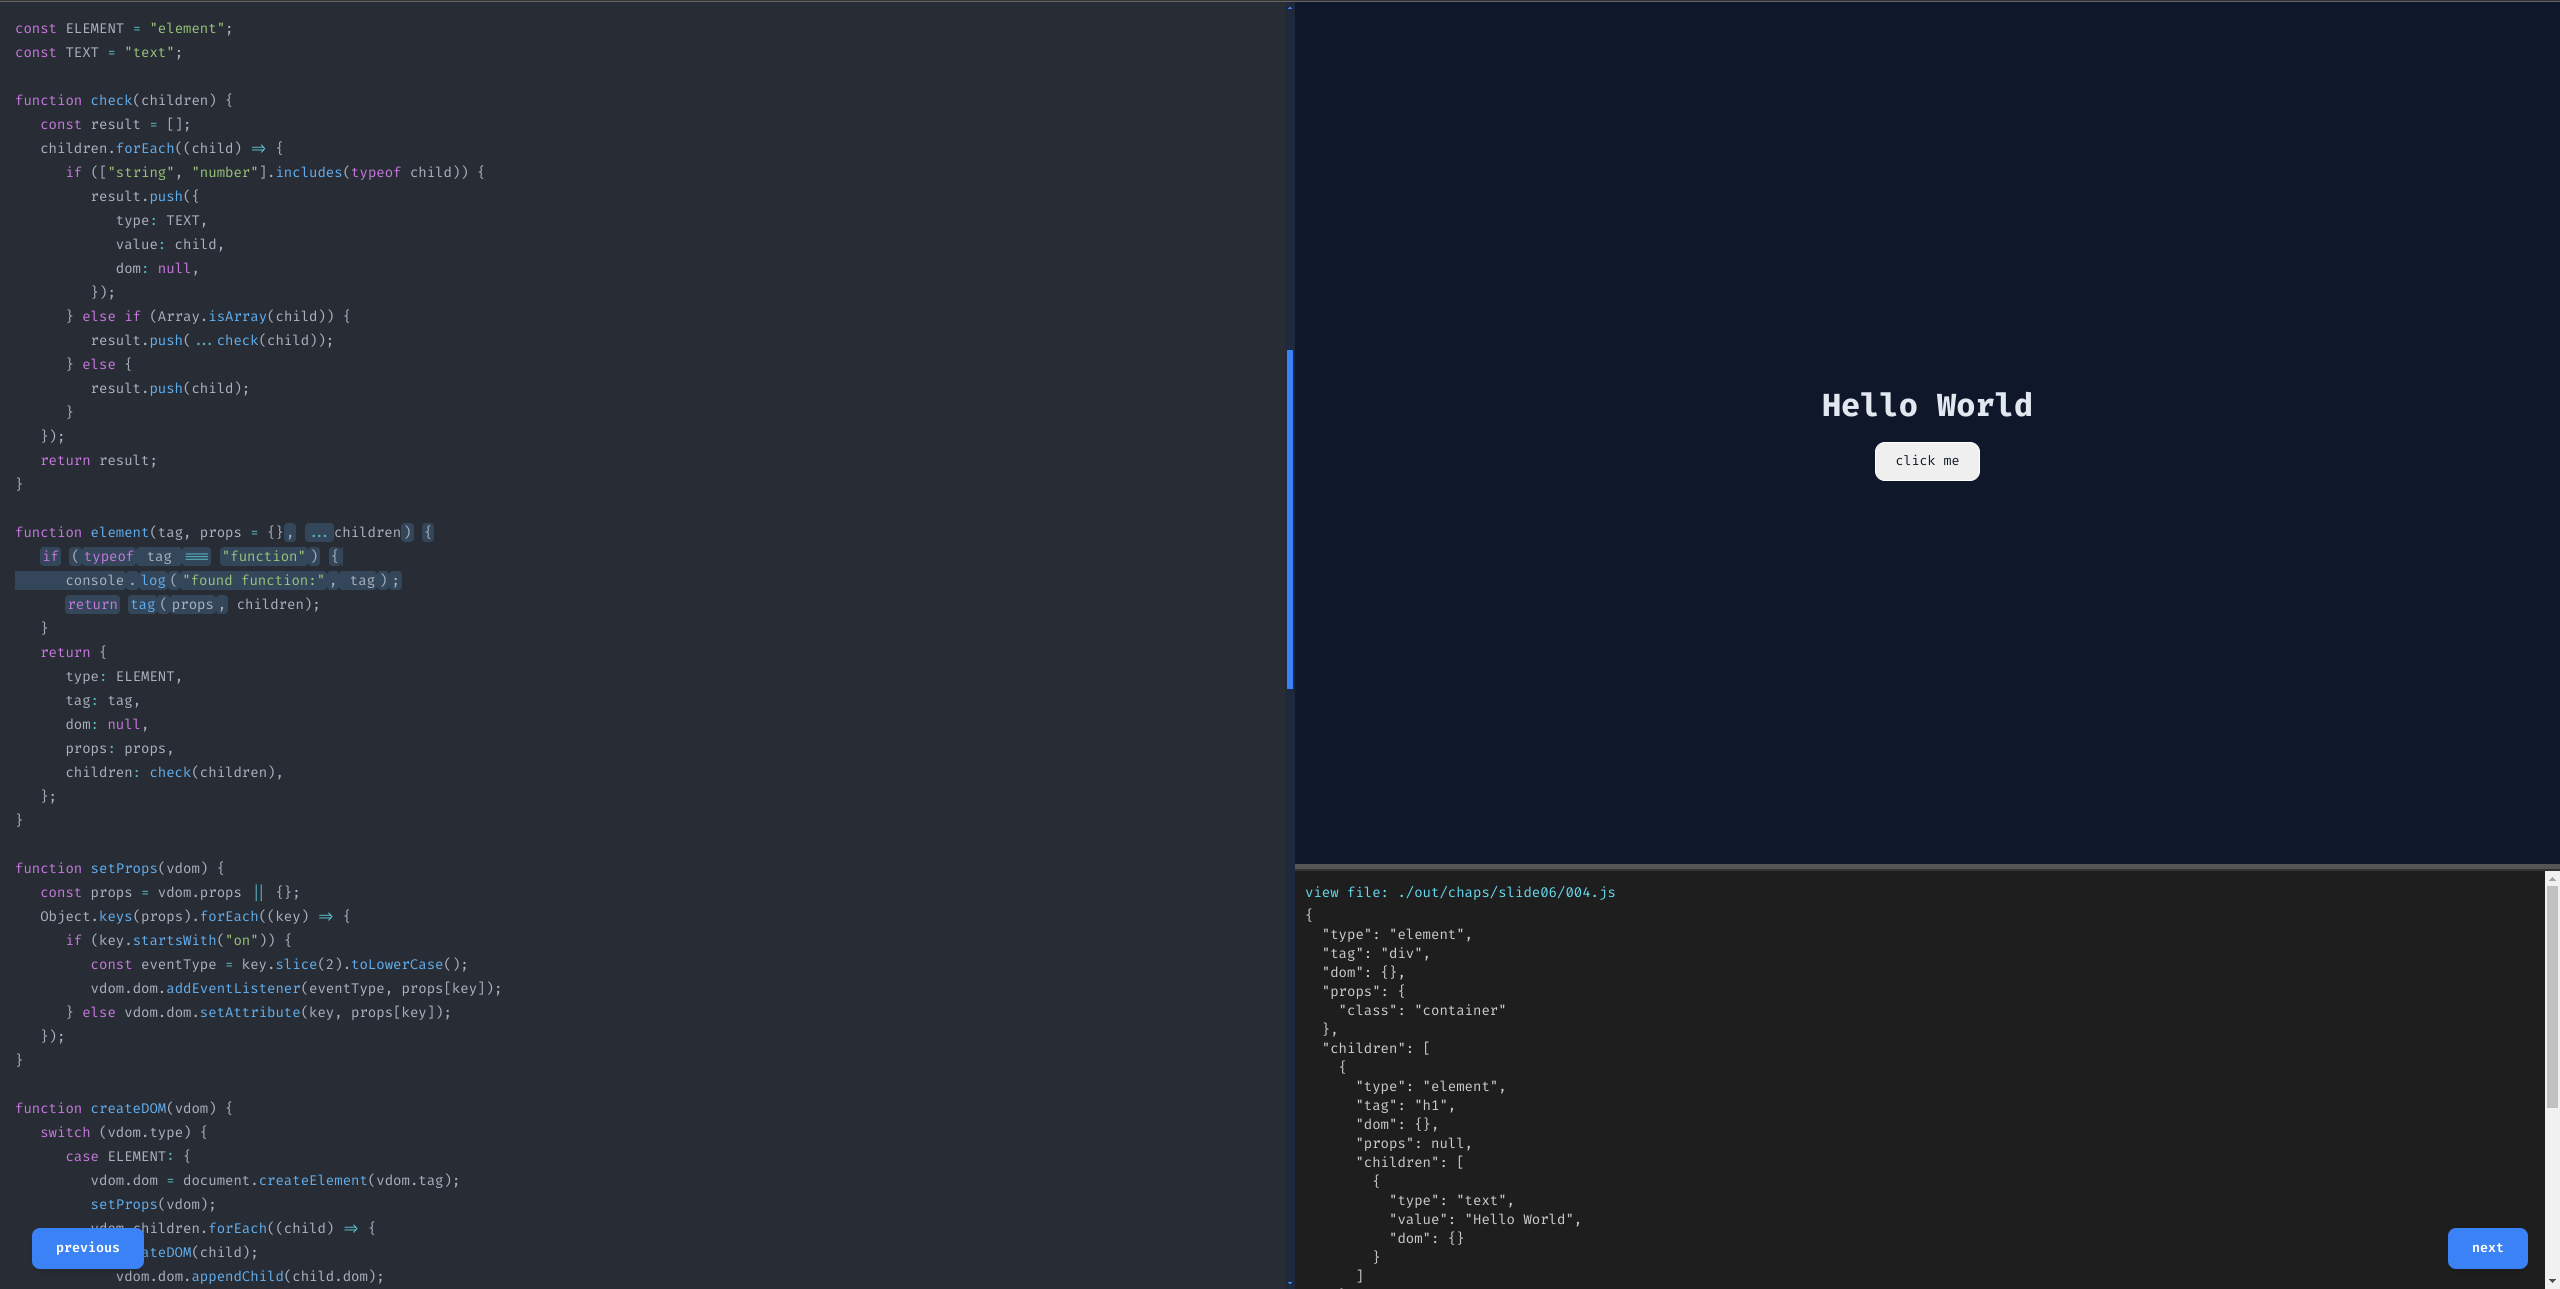 const ELEMENT = "element";
const TEXT = "text";
function check(children) {
const result = [];
children.forEach((child) => {
if (["string", "number"].includes(typeof child)) {
result.push({
type: TEXT,
value: child,
dom: null,
});
} else if (Array.isArray(child)) {
result.push(...check(child));
} else {
result.push(child);
}
});
return result;
}
function element(tag, props = {}, ...children) {
if (typeof tag === "function") {
console.log("found function:", tag);
return tag(props, children);
}
return {
type: ELEMENT,
tag: tag,
dom: null,
props: props,
children: check(children),
};
}
function setProps(vdom) {
const props = vdom.props || {};
Object.keys(props).forEach((key) => {
if (key.startsWith("on")) {
const eventType = key.slice(2).toLowerCase();
vdom.dom.addEventListener(eventType, props[key]);
} else vdom.dom.setAttribute(key, props[key]);
});
}
function createDOM(vdom) {
switch (vdom.type) {
case ELEMENT: {
vdom.dom = document.createElement(vdom.tag);
setProps(vdom);
vdom.children.forEach((child) => {
ateDOM(child);
vdom.dom.appendChild(child.dom);
previous
Hello World
click me
view file: ./out/chaps/slide06/004.js
{
"type": "element",
"tag": "div",
"dom": {},
"props": {
"class": "container"
},
"children": [
{
"type": "element",
"tag": "h1",
"dom": {},
"props": null,
"children": [
{
"type": "text",
"value": "Hello World",
"dom": {}
}
]
next